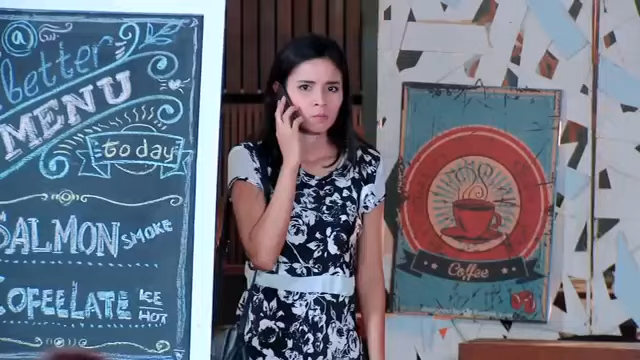 @
better
MENU
today
SALMON SMOKE
COFEELATE ICE
HOT
Coffee